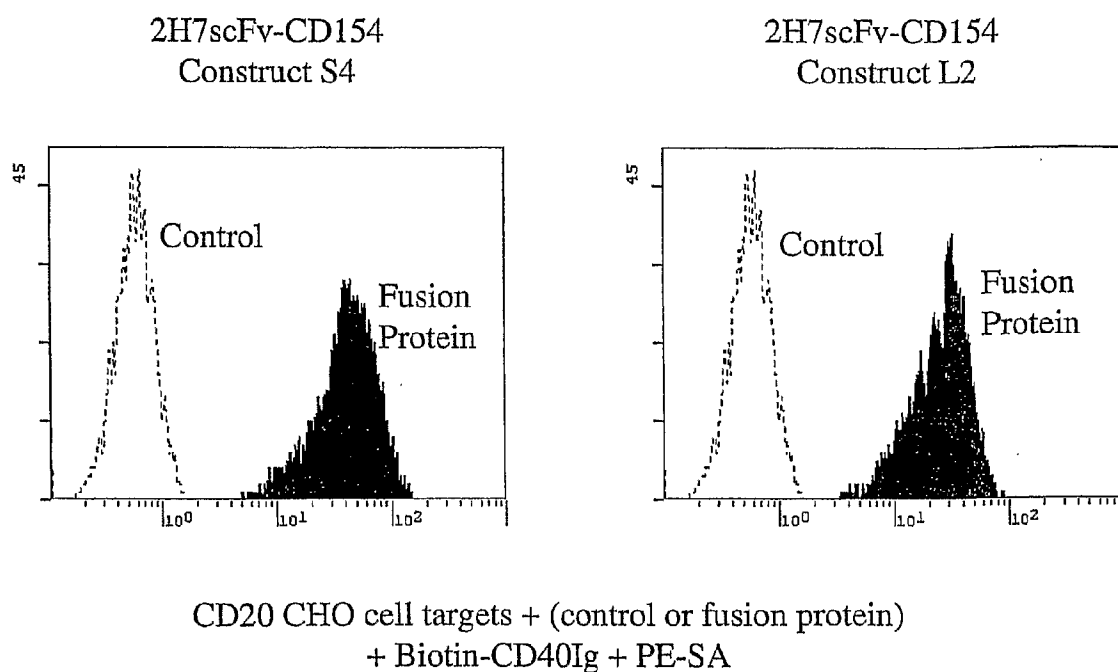 2H7scFv-CD154
Construct S4
2H7scFv-CD154
Construct L2
45
Control
Fusion
Protein
10⁰
10¹
10²
45
Control
Fusion
Protein
10⁰
10¹
10²
CD20 CHO cell targets + (control or fusion protein)
+ Biotin-CD40Ig + PE-SA